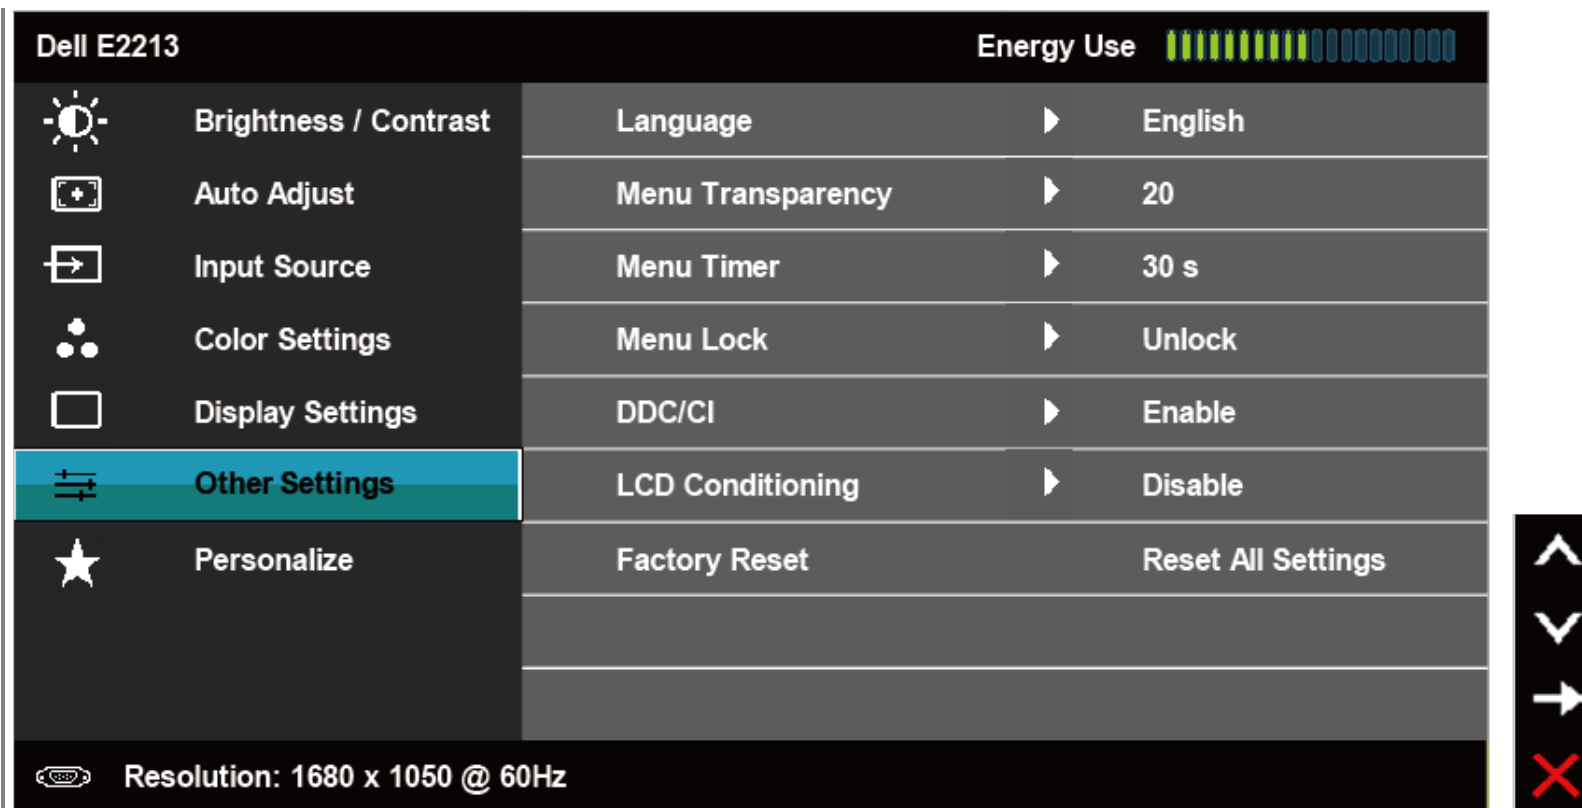 Dell E2213 Energy Use
Brightness / Contrast Language English
Auto Adjust Menu Transparency 20
Input Source Menu Timer 30 s
Color Settings Menu Lock Unlock
Display Settings DDC/CI Enable
Other Settings LCD Conditioning Disable
Personalize Factory Reset Reset All Settings
Resolution: 1680 x 1050 @ 60Hz